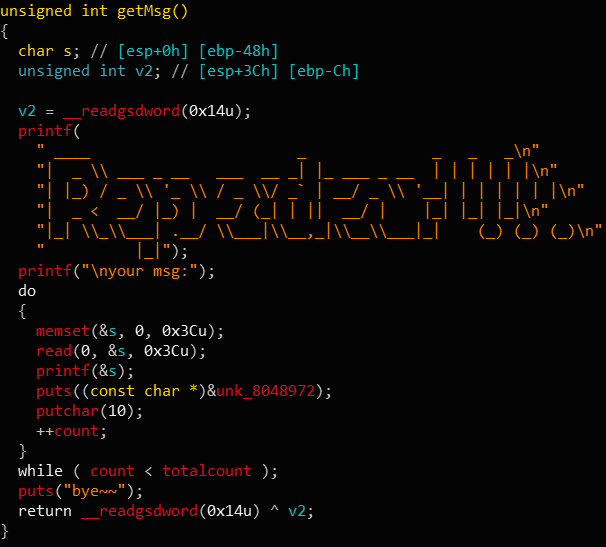 unsigned int getMsg()
{
  char s; // [esp+0h] [ebp-48h]
  unsigned int v2; // [esp+3Ch] [ebp-Ch]

  v2 = __readgsdword(0x14u);
  printf(
    " ____                       _              _   _   _\n"
    "|  _ \\ ___ _ __   ___  __ _| |_ ___ _ __  | | | | | |\n"
    "| |_) / _ \\ '_ \\ / _ \\/ _` | __/ _ \\ '__| | | | | | |\n"
    "|  _ <  __/ |_) |  __/ (_| | ||  __/ |    |_| |_| |_|\n"
    "|_| \\_\\___| .__/ \\___|\\__,_|\\__\\___|_|    (_) (_) (_)\n"
    "          |_|");
  printf("\nyour msg:");
  do
  {
    memset(&s, 0, 0x3Cu);
    read(0, &s, 0x3Cu);
    printf(&s);
    puts((const char *)&unk_8048972);
    putchar(10);
    ++count;
  }
  while ( count < totalcount );
  puts("bye~~");
  return __readgsdword(0x14u) ^ v2;
}